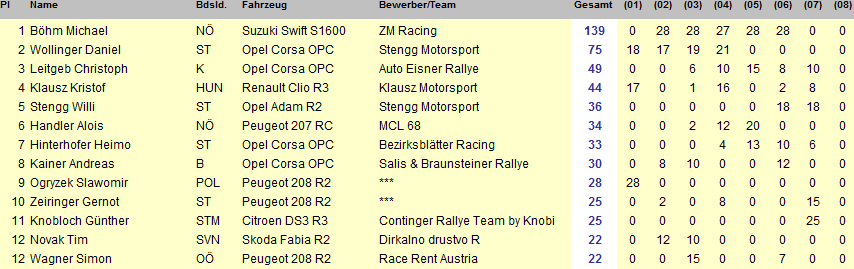 Pl Name Bdsld. Fahrzeug Bewerber/Team Gesamt (01) (02) (03) (04) (05) (06) (07) (08)
1 Böhm Michael NÖ Suzuki Swift S1600 ZM Racing 139 0 28 28 27 28 28 0 0
2 Wollinger Daniel ST Opel Corsa OPC Stengg Motorsport 75 18 17 19 21 0 0 0 0
3 Leitgeb Christoph K Opel Corsa OPC Auto Eisner Rallye 49 0 0 6 10 15 8 10 0
4 Klausz Kristof HUN Renault Clio R3 Klausz Motorsport 44 17 0 1 16 0 2 8 0
5 Stengg Willi ST Opel Adam R2 Stengg Motorsport 36 0 0 0 0 0 18 18 0
6 Handler Alois NÖ Peugeot 207 RC MCL 68 34 0 0 2 12 20 0 0 0
7 Hinterhofer Heimo ST Opel Corsa OPC Bezirksblätter Racing 33 0 0 0 4 13 10 6 0
8 Kainer Andreas B Opel Corsa OPC Salis & Braunsteiner Rallye 30 0 8 10 0 0 12 0 0
9 Ogryzek Slawomir POL Peugeot 208 R2 *** 28 28 0 0 0 0 0 0 0
10 Zeiringer Gernot ST Peugeot 208 R2 *** 25 0 2 0 8 0 0 15 0
11 Knobloch Günther STM Citroen DS3 R3 Continger Rallye Team by Knobi 25 0 0 0 0 0 0 25 0
12 Novak Tim SVN Skoda Fabia R2 Dirkalno drustvo R 22 0 12 10 0 0 0 0 0
12 Wagner Simon OÖ Peugeot 208 R2 Race Rent Austria 22 0 0 15 0 0 7 0 0